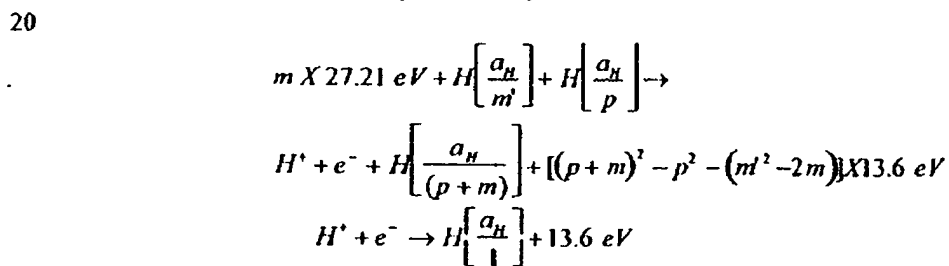 20
m X 27.21 eV + H[a_H/m'] + H[a_H/p] →
H⁺ + e⁻ + H[a_H/(p + m)] + [(p + m)² − p² − (m'² − 2m)]X13.6 eV
H⁺ + e⁻ → H[a_H/1] + 13.6 eV